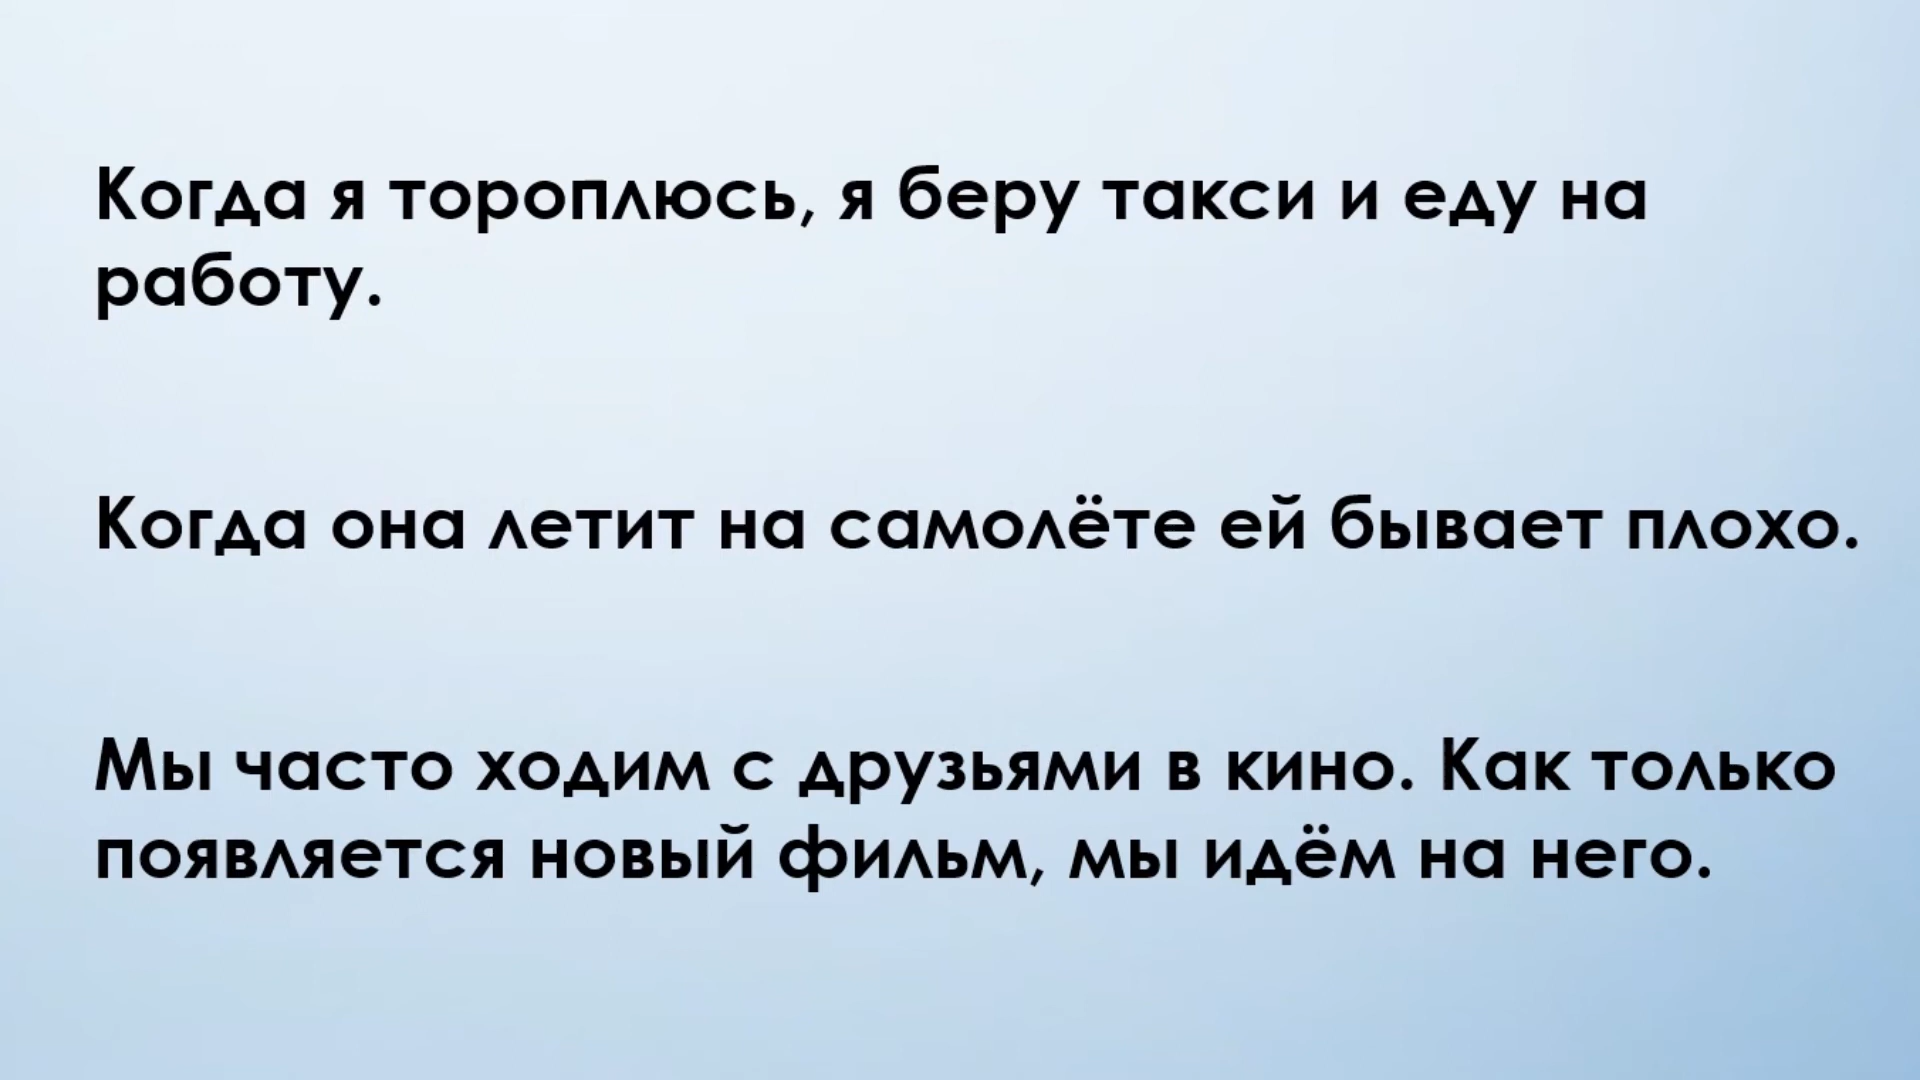 Когда я тороплюсь, я беру такси и еду на
работу.
Когда она летит на самолёте ей бывает плохо.
Мы часто ходим с друзьями в кино. Как только
появляется новый фильм, мы идём на него.